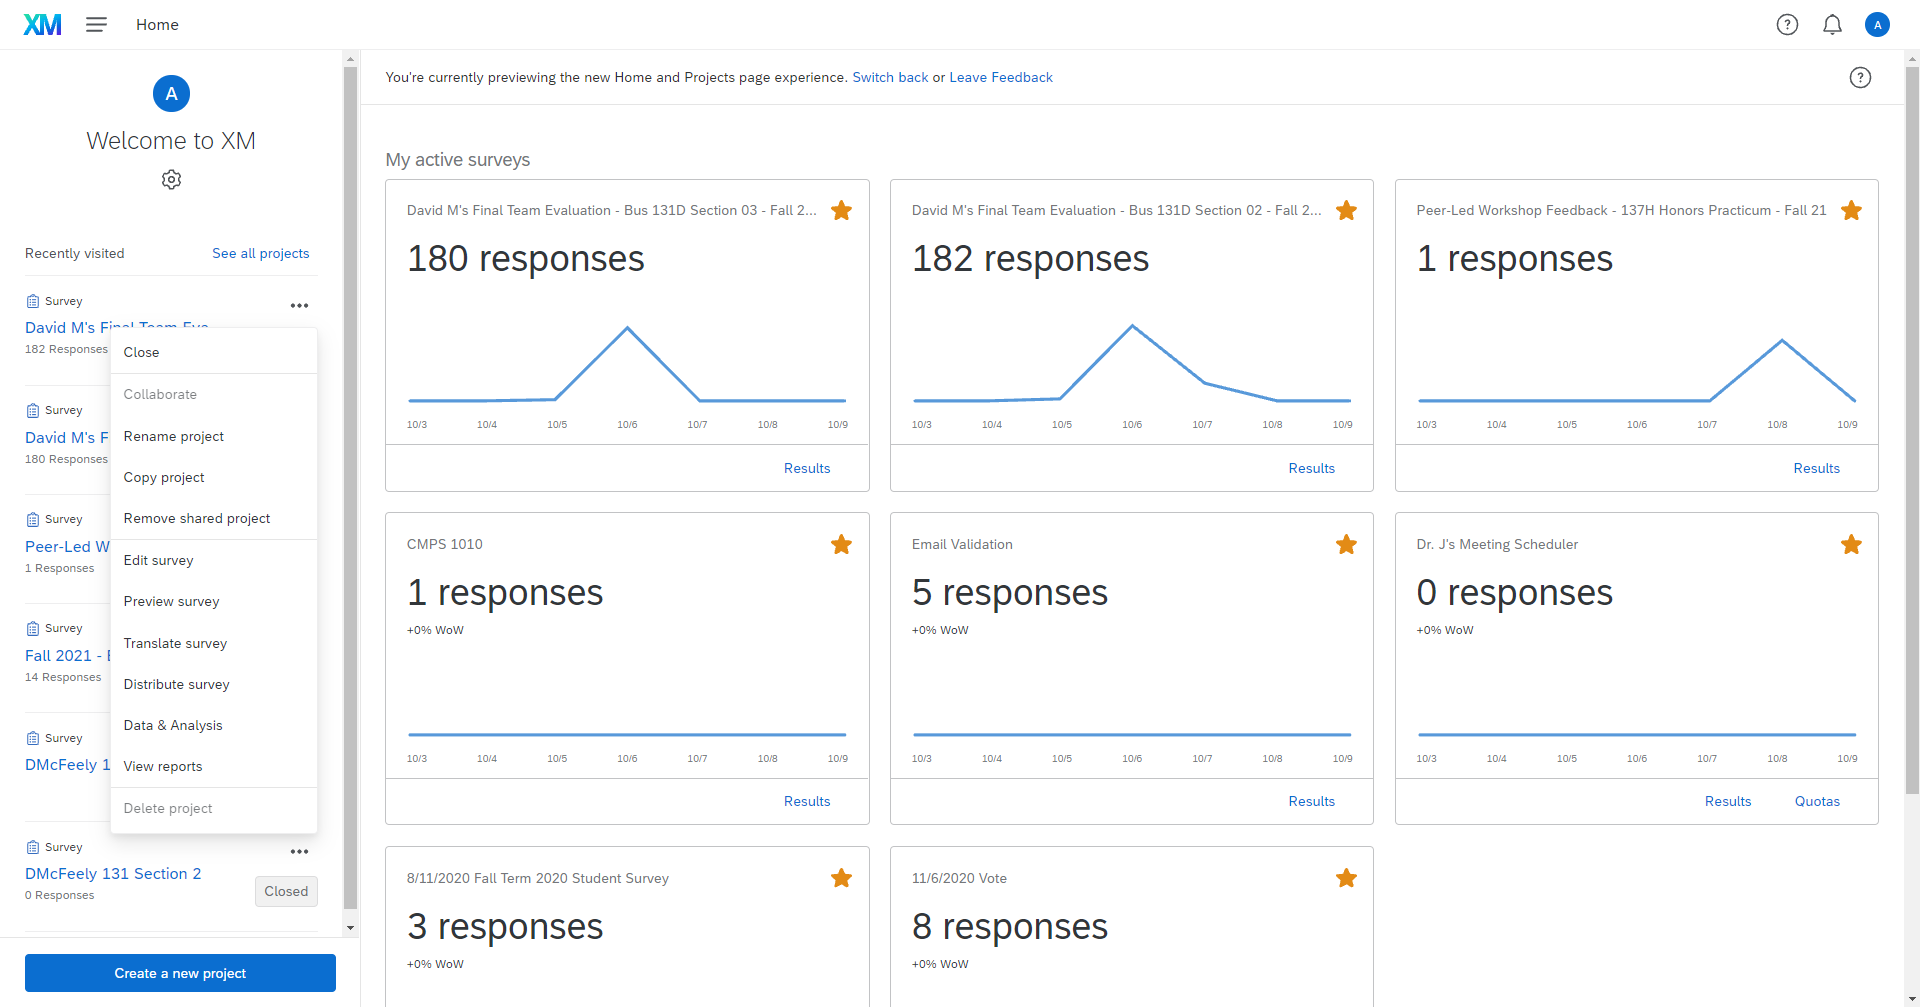 XM
Home
A
A
Welcome to XM
Recently visited
See all projects
Survey
David M's Final Team Eva
182 Responses
Survey
David M's F
180 Responses
Survey
Peer-Led W
1 Responses
Survey
Fall 2021 -
14 Responses
Survey
DMcFeely 1
Survey
DMcFeely 131 Section 2
0 Responses
Closed
Create a new project
Close
Collaborate
Rename project
Copy project
Remove shared project
Edit survey
Preview survey
Translate survey
Distribute survey
Data & Analysis
View reports
Delete project
You're currently previewing the new Home and Projects page experience. Switch back or Leave Feedback
My active surveys
David M's Final Team Evaluation - Bus 131D Section 03 - Fall 2...
180 responses
10/3 10/4 10/5 10/6 10/7 10/8 10/9
Results
David M's Final Team Evaluation - Bus 131D Section 02 - Fall 2...
182 responses
10/3 10/4 10/5 10/6 10/7 10/8 10/9
Results
Peer-Led Workshop Feedback - 137H Honors Practicum - Fall 21
1 responses
10/3 10/4 10/5 10/6 10/7 10/8 10/9
Results
CMPS 1010
1 responses
+0% WoW
10/3 10/4 10/5 10/6 10/7 10/8 10/9
Results
Email Validation
5 responses
+0% WoW
10/3 10/4 10/5 10/6 10/7 10/8 10/9
Results
Dr. J's Meeting Scheduler
0 responses
+0% WoW
10/3 10/4 10/5 10/6 10/7 10/8 10/9
Results Quotas
8/11/2020 Fall Term 2020 Student Survey
3 responses
+0% WoW
11/6/2020 Vote
8 responses
+0% WoW